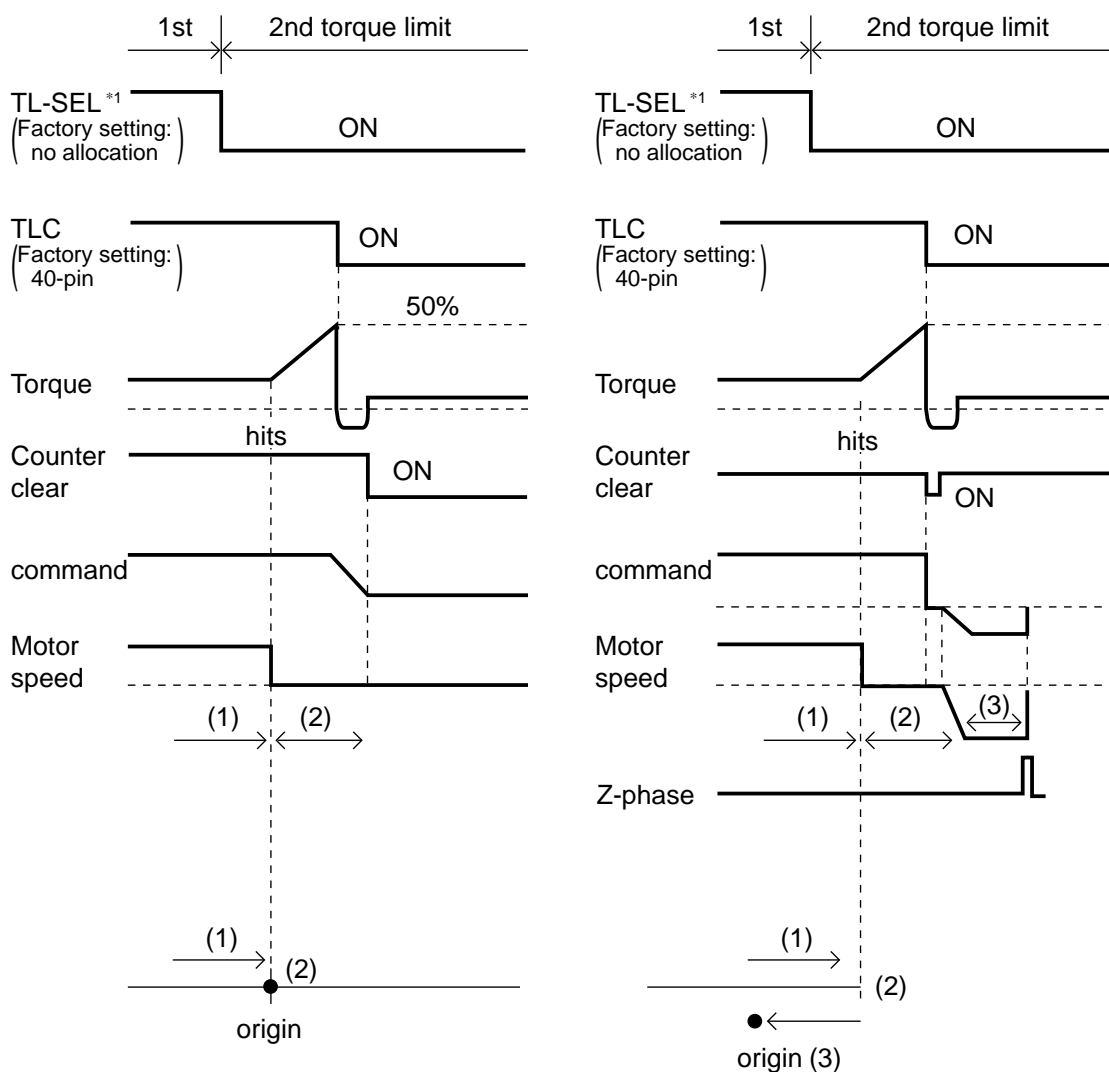 1st 2nd torque limit
TL-SEL *1
(Factory setting:
no allocation)
ON
TLC
(Factory setting:
40-pin)
ON
50%
Torque
hits
Counter
clear
ON
command
Motor
speed
(1) (2)
(1)
(2)
origin
1st 2nd torque limit
TL-SEL *1
(Factory setting:
no allocation)
ON
TLC
(Factory setting:
40-pin)
ON
Torque
hits
Counter
clear
ON
command
Motor
speed
(1) (2) (3)
Z-phase
(1)
(2)
origin (3)